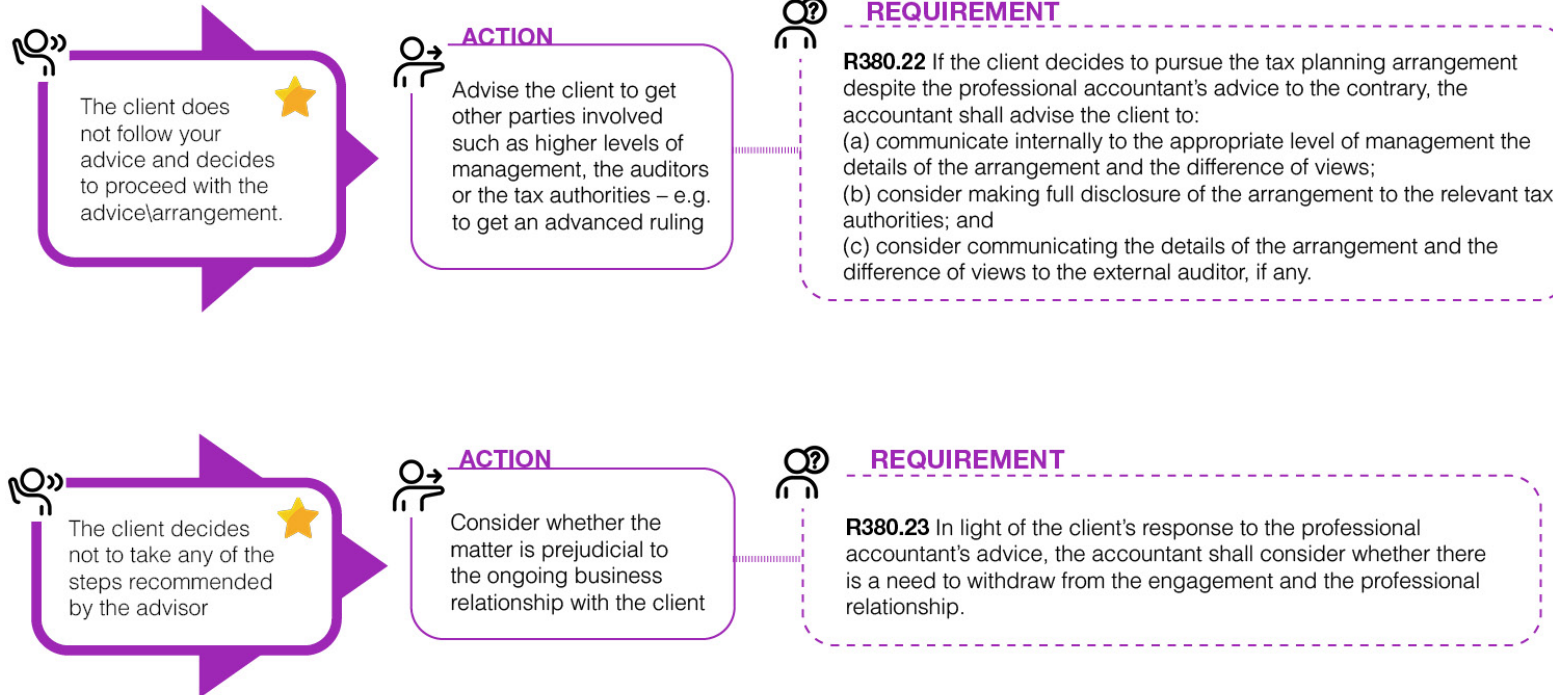 The client does
not follow your
advice and decides
to proceed with the
advice\arrangement.
ACTION
Advise the client to get
other parties involved
such as higher levels of
management, the auditors
or the tax authorities – e.g.
to get an advanced ruling
REQUIREMENT
R380.22 If the client decides to pursue the tax planning arrangement
despite the professional accountant’s advice to the contrary, the
accountant shall advise the client to:
(a) communicate internally to the appropriate level of management the
details of the arrangement and the difference of views;
(b) consider making full disclosure of the arrangement to the relevant tax
authorities; and
(c) consider communicating the details of the arrangement and the
difference of views to the external auditor, if any.
The client decides
not to take any of the
steps recommended
by the advisor
ACTION
Consider whether the
matter is prejudicial to
the ongoing business
relationship with the client
REQUIREMENT
R380.23 In light of the client’s response to the professional
accountant’s advice, the accountant shall consider whether there
is a need to withdraw from the engagement and the professional
relationship.